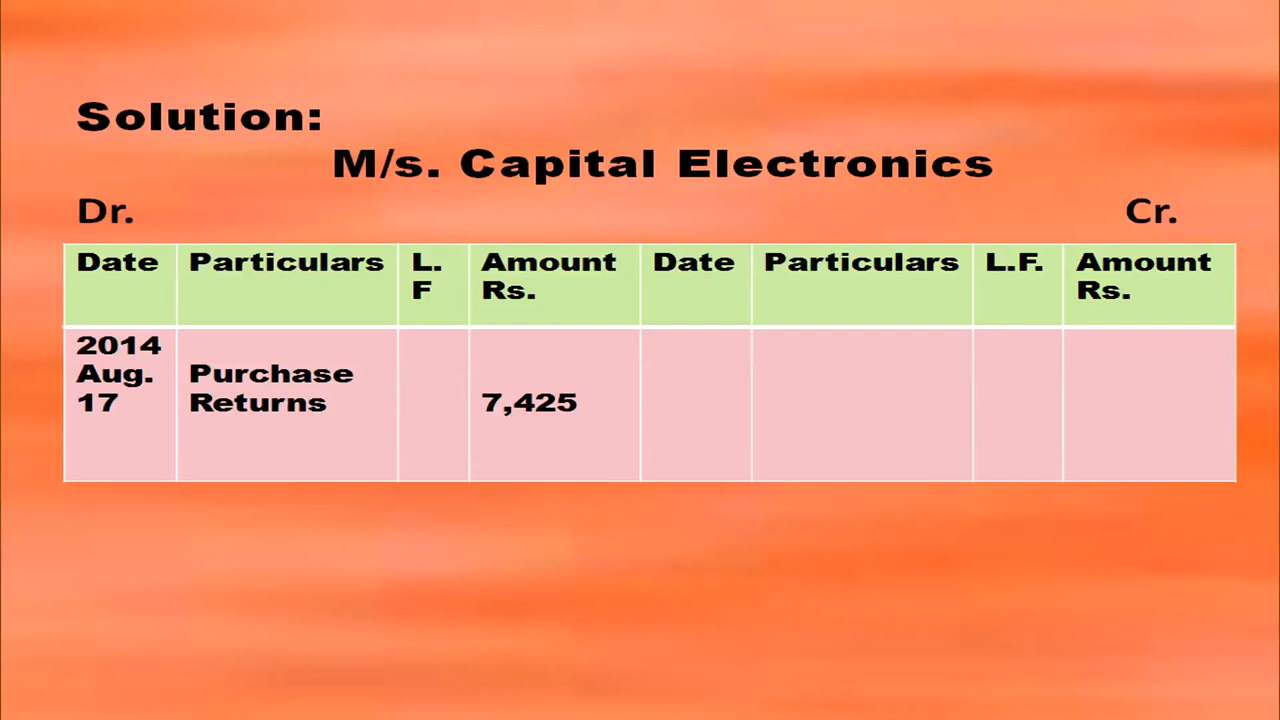 Solution:
M/s. Capital Electronics
Dr. Cr.
Date Particulars L. Amount Date Particulars L.F. Amount
F Rs. Rs.
2014
Aug. Purchase
17 Returns 7,425